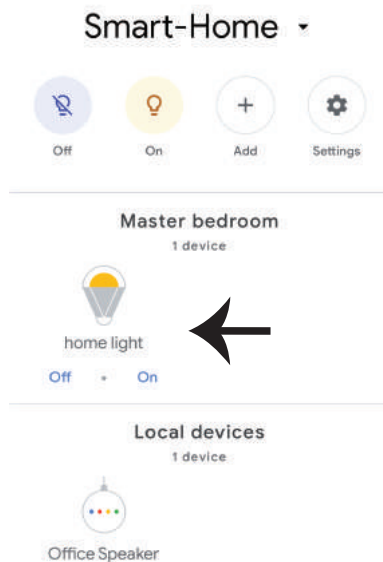 Smart-Home
Off On Add Settings
Master bedroom
1 device
home light
Off • On
Local devices
1 device
Office Speaker